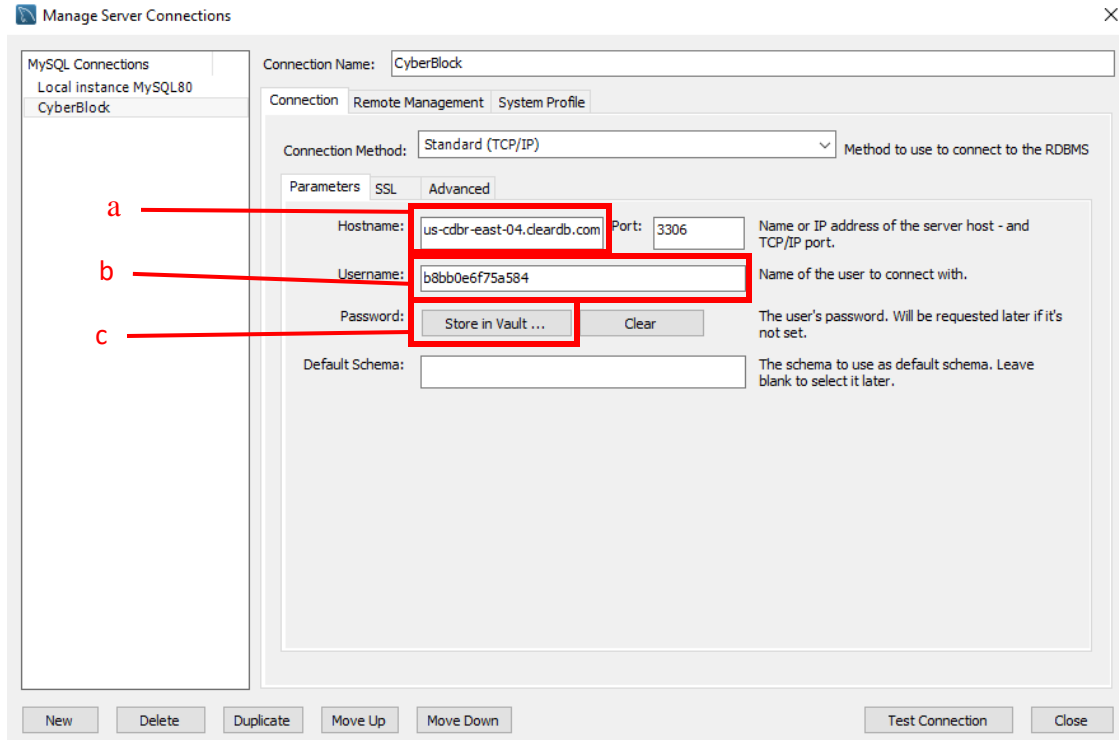 Manage Server Connections
MySQL Connections
Local instance MySQL80
CyberBlock
Connection Name: CyberBlock
Connection Remote Management System Profile
Connection Method: Standard (TCP/IP) Method to use to connect to the RDBMS
Parameters SSL Advanced
a
Hostname: us-cdbr-east-04.cleardb.com Port: 3306 Name or IP address of the server host - and
TCP/IP port.
b
Username: b8bb0e6f75a584 Name of the user to connect with.
c
Password: Store in Vault ... Clear The user's password. Will be requested later if it's
not set.
Default Schema: The schema to use as default schema. Leave
blank to select it later.
New Delete Duplicate Move Up Move Down Test Connection Close